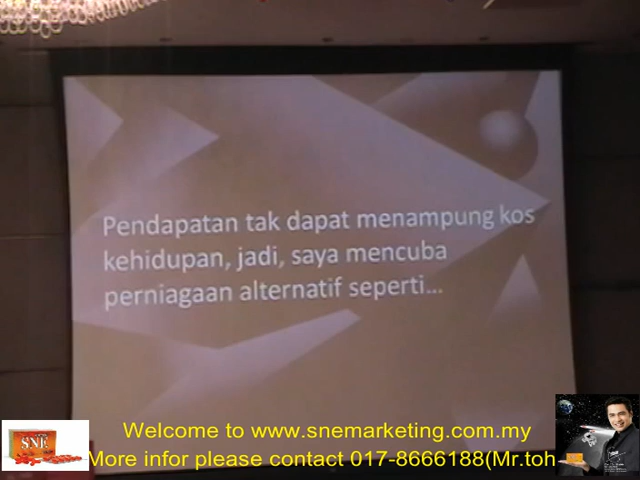 Pendapatan tak dapat menampung kos
kehidupan, jadi, saya mencuba
perniagaan alternatif seperti...
SNE
Welcome to www.snemarketing.com.my
More infor please contact 017-8666188(Mr.toh-